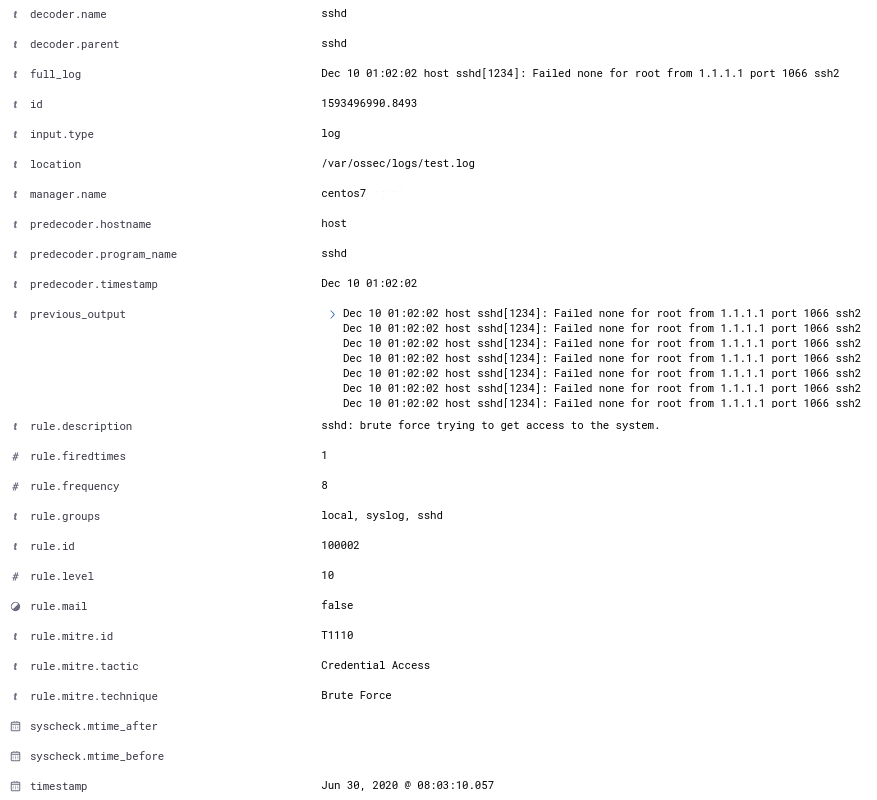 t decoder.name sshd
t decoder.parent sshd
t full_log Dec 10 01:02:02 host sshd[1234]: Failed none for root from 1.1.1.1 port 1066 ssh2
t id 1593496990.8493
t input.type log
t location /var/ossec/logs/test.log
t manager.name centos7
t predecoder.hostname host
t predecoder.program_name sshd
t predecoder.timestamp Dec 10 01:02:02
t previous_output Dec 10 01:02:02 host sshd[1234]: Failed none for root from 1.1.1.1 port 1066 ssh2
Dec 10 01:02:02 host sshd[1234]: Failed none for root from 1.1.1.1 port 1066 ssh2
Dec 10 01:02:02 host sshd[1234]: Failed none for root from 1.1.1.1 port 1066 ssh2
Dec 10 01:02:02 host sshd[1234]: Failed none for root from 1.1.1.1 port 1066 ssh2
Dec 10 01:02:02 host sshd[1234]: Failed none for root from 1.1.1.1 port 1066 ssh2
Dec 10 01:02:02 host sshd[1234]: Failed none for root from 1.1.1.1 port 1066 ssh2
Dec 10 01:02:02 host sshd[1234]: Failed none for root from 1.1.1.1 port 1066 ssh2
t rule.description sshd: brute force trying to get access to the system.
# rule.firedtimes 1
# rule.frequency 8
t rule.groups local, syslog, sshd
t rule.id 100002
# rule.level 10
rule.mail false
t rule.mitre.id T1110
t rule.mitre.tactic Credential Access
t rule.mitre.technique Brute Force
syscheck.mtime_after
syscheck.mtime_before
timestamp Jun 30, 2020 @ 08:03:10.057